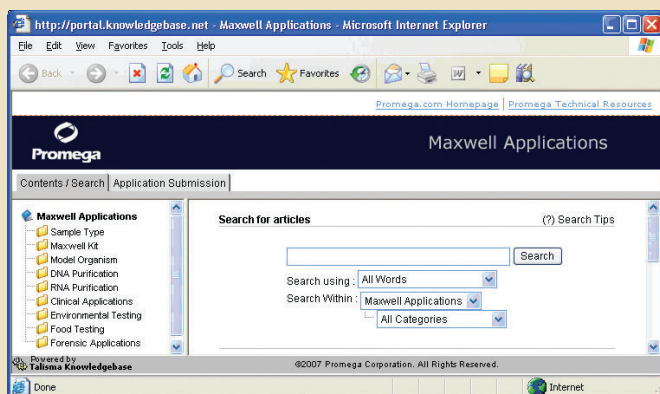 http://portal.knowledgebase.net - Maxwell Applications - Microsoft Internet Explorer
File Edit View Favorites Tools Help
Back Search Favorites W
Promega.com Homepage | Promega Technical Resources
Promega
Maxwell Applications
Contents / Search Application Submission
Maxwell Applications
Sample Type
Maxwell Kit
Model Organism
DNA Purification
RNA Purification
Clinical Applications
Environmental Testing
Food Testing
Forensic Applications
Search for articles (?) Search Tips
Search
Search using : All Words
Search Within : Maxwell Applications
All Categories
Powered by
Talisma Knowledgebase
©2007 Promega Corporation. All Rights Reserved.
Done Internet